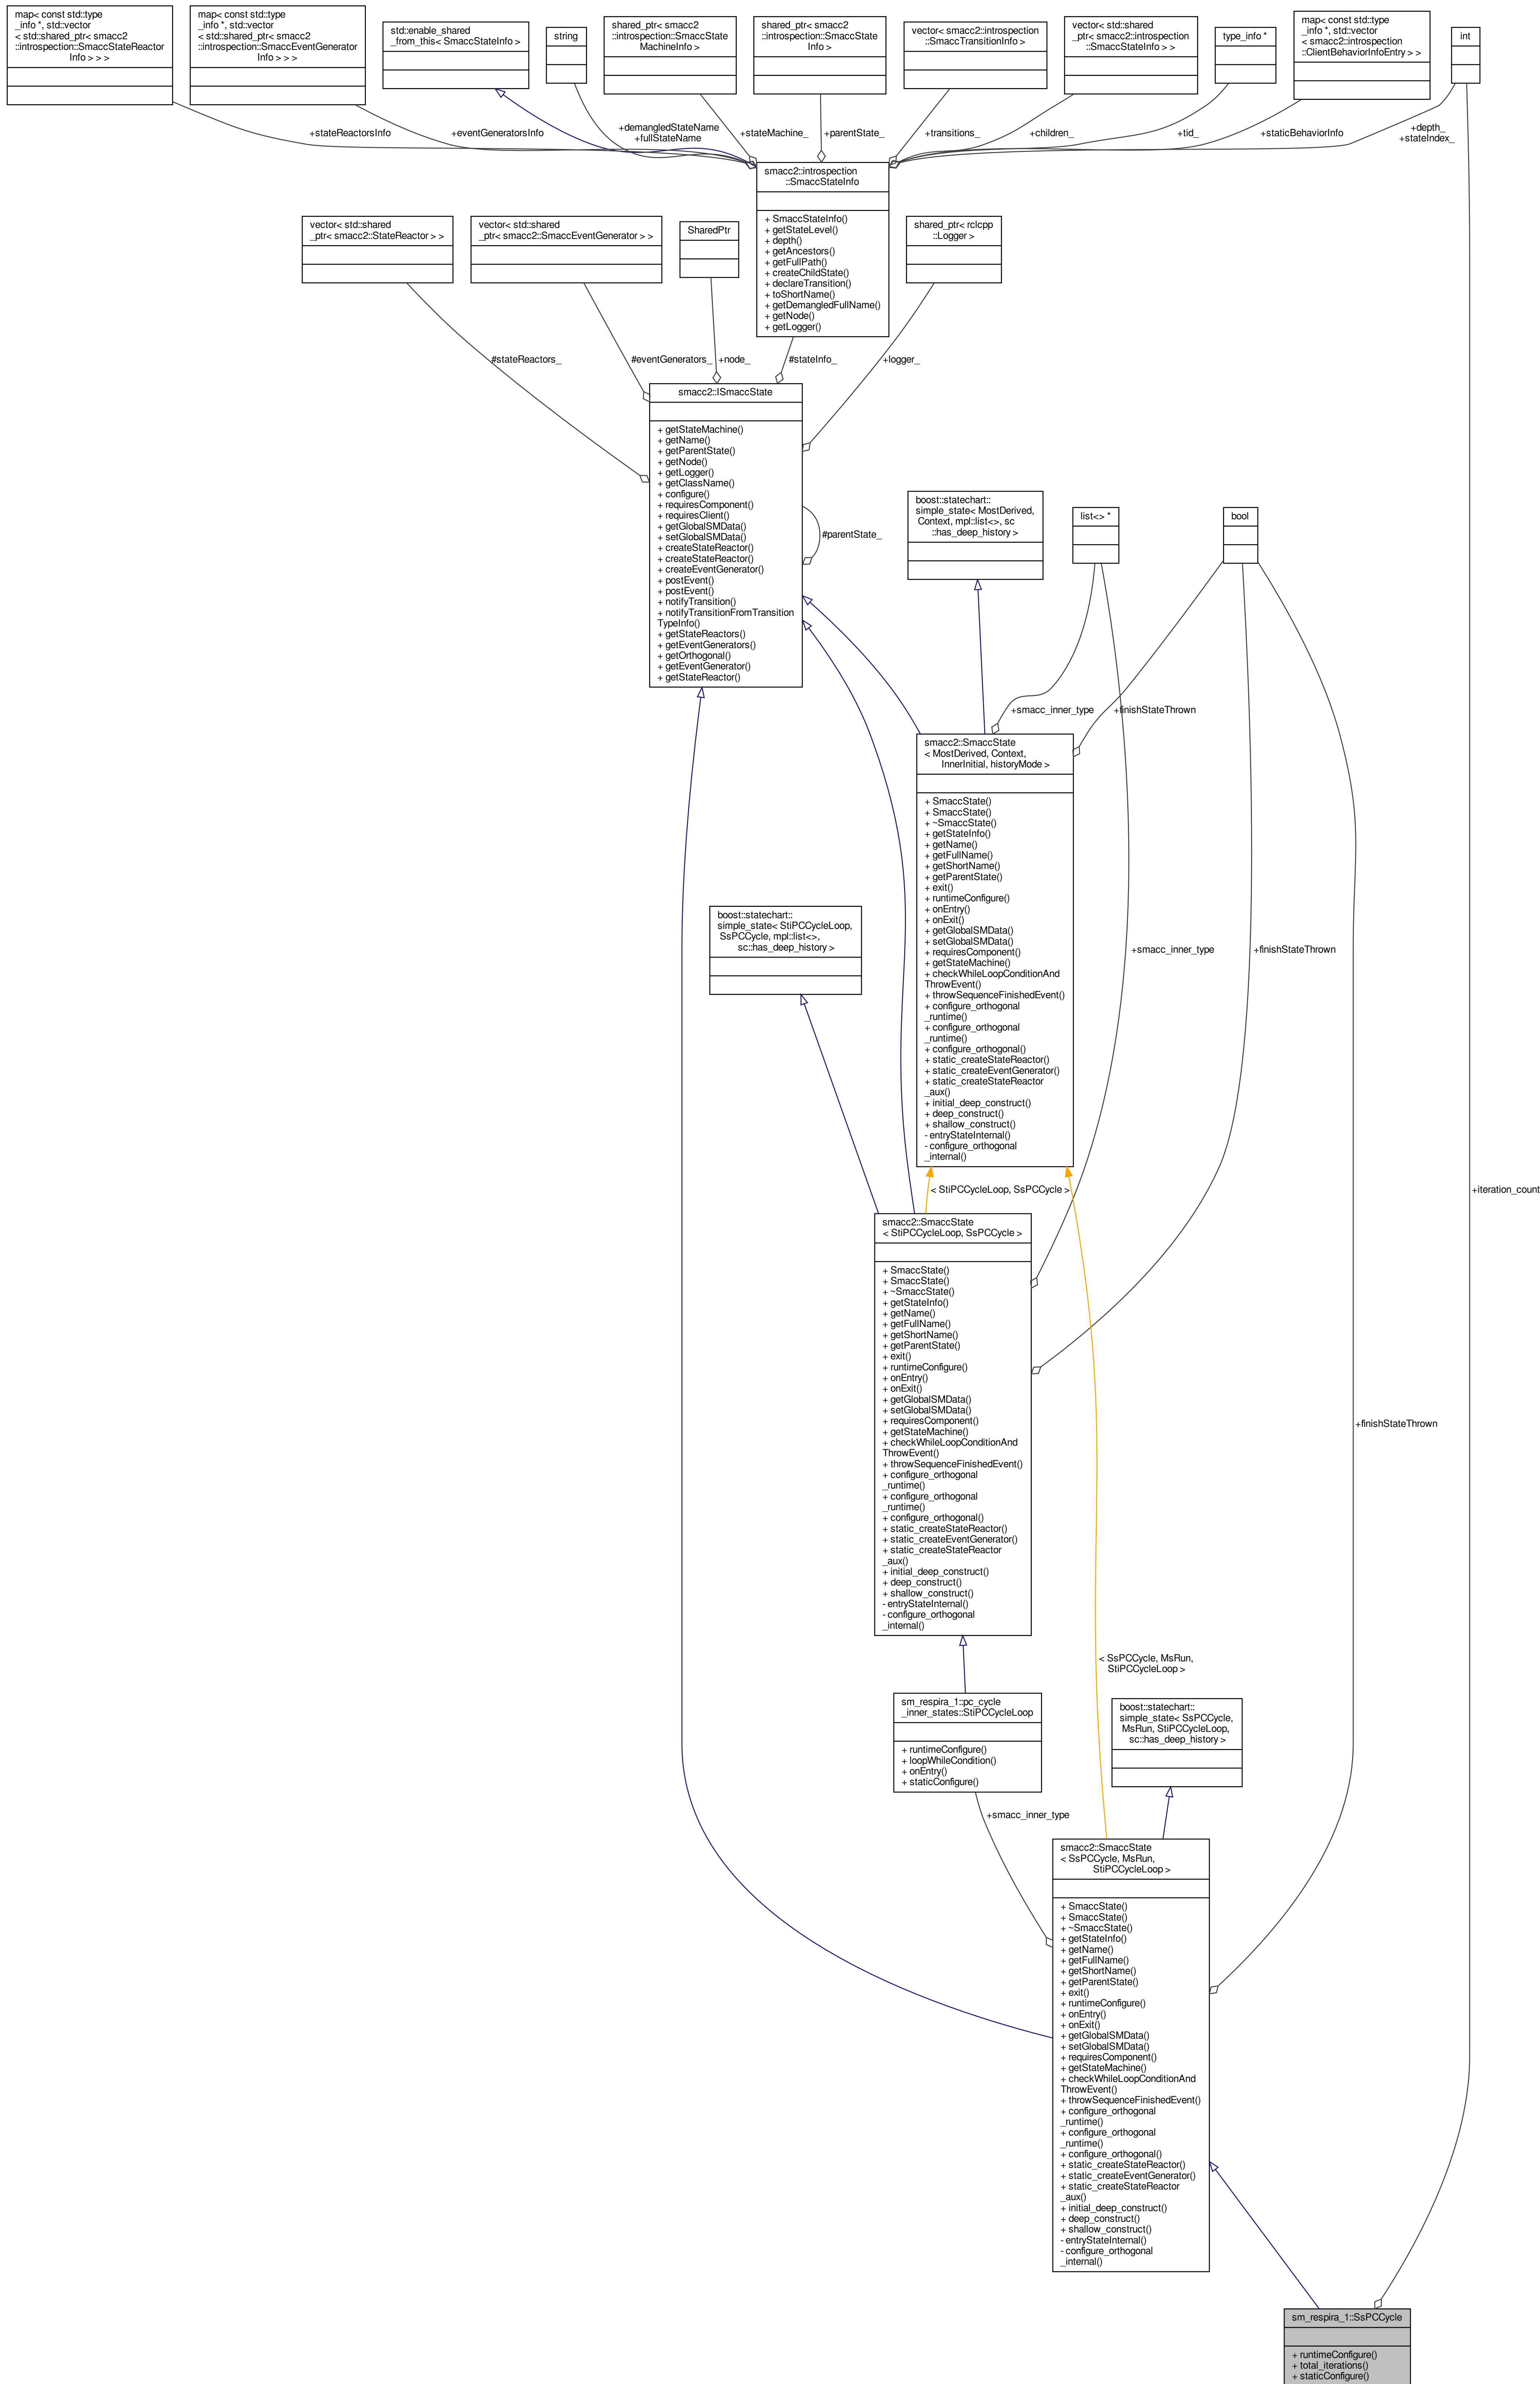 map< const std::type
_info *, std::vector
< std::shared_ptr< smacc2
::introspection::SmaccStateReactor
Info > > >
map< const std::type
_info *, std::vector
< std::shared_ptr< smacc2
::introspection::SmaccEventGenerator
Info > > >
std::enable_shared
_from_this< SmaccStateInfo >
string
shared_ptr< smacc2
::introspection::SmaccState
MachineInfo >
shared_ptr< smacc2
::introspection::SmaccState
Info >
vector< smacc2::introspection
::SmaccTransitionInfo >
vector< std::shared
_ptr< smacc2::introspection
::SmaccStateInfo > >
type_info *
map< const std::type
_info *, std::vector
< smacc2::introspection
::ClientBehaviorInfoEntry > >
int
+stateReactorsInfo
+eventGeneratorsInfo
+demangledStateName
+fullStateName
+stateMachine_
+parentState_
+transitions_
+children_
+tid_
+staticBehaviorInfo
+depth_
+stateIndex_
smacc2::introspection
::SmaccStateInfo
+ SmaccStateInfo()
+ getStateLevel()
+ depth()
+ getAncestors()
+ getFullPath()
+ createChildState()
+ declareTransition()
+ toShortName()
+ getDemangledFullName()
+ getNode()
+ getLogger()
vector< std::shared
_ptr< smacc2::StateReactor > >
vector< std::shared
_ptr< smacc2::SmaccEventGenerator > >
SharedPtr
shared_ptr< rclcpp
::Logger >
#stateReactors_
#eventGenerators_
+node_
#stateInfo_
+logger_
smacc2::ISmaccState
+ getStateMachine()
+ getName()
+ getParentState()
+ getNode()
+ getLogger()
+ getClassName()
+ configure()
+ requiresComponent()
+ requiresClient()
+ getGlobalSMData()
+ setGlobalSMData()
+ createStateReactor()
+ createStateReactor()
+ createEventGenerator()
+ postEvent()
+ postEvent()
+ notifyTransition()
+ notifyTransitionFromTransition
TypeInfo()
+ getStateReactors()
+ getEventGenerators()
+ getOrthogonal()
+ getEventGenerator()
+ getStateReactor()
#parentState_
boost::statechart::
simple_state< MostDerived,
Context, mpl::list<>, sc
::has_deep_history >
list<> *
bool
+smacc_inner_type
+finishStateThrown
smacc2::SmaccState
< MostDerived, Context,
InnerInitial, historyMode >
+ SmaccState()
+ SmaccState()
+ ~SmaccState()
+ getStateInfo()
+ getName()
+ getFullName()
+ getShortName()
+ getParentState()
+ exit()
+ runtimeConfigure()
+ onEntry()
+ onExit()
+ getGlobalSMData()
+ setGlobalSMData()
+ requiresComponent()
+ getStateMachine()
+ checkWhileLoopConditionAnd
ThrowEvent()
+ throwSequenceFinishedEvent()
+ configure_orthogonal
_runtime()
+ configure_orthogonal
_runtime()
+ configure_orthogonal()
+ static_createStateReactor()
+ static_createEventGenerator()
+ static_createStateReactor
_aux()
+ initial_deep_construct()
+ deep_construct()
+ shallow_construct()
- entryStateInternal()
- configure_orthogonal
_internal()
boost::statechart::
simple_state< StiPCCycleLoop,
SsPCCycle, mpl::list<>,
sc::has_deep_history >
+smacc_inner_type
+finishStateThrown
< StiPCCycleLoop, SsPCCycle >
+iteration_count
smacc2::SmaccState
< StiPCCycleLoop, SsPCCycle >
+ SmaccState()
+ SmaccState()
+ ~SmaccState()
+ getStateInfo()
+ getName()
+ getFullName()
+ getShortName()
+ getParentState()
+ exit()
+ runtimeConfigure()
+ onEntry()
+ onExit()
+ getGlobalSMData()
+ setGlobalSMData()
+ requiresComponent()
+ getStateMachine()
+ checkWhileLoopConditionAnd
ThrowEvent()
+ throwSequenceFinishedEvent()
+ configure_orthogonal
_runtime()
+ configure_orthogonal
_runtime()
+ configure_orthogonal()
+ static_createStateReactor()
+ static_createEventGenerator()
+ static_createStateReactor
_aux()
+ initial_deep_construct()
+ deep_construct()
+ shallow_construct()
- entryStateInternal()
- configure_orthogonal
_internal()
+finishStateThrown
< SsPCCycle, MsRun,
StiPCCycleLoop >
sm_respira_1::pc_cycle
_inner_states::StiPCCycleLoop
+ runtimeConfigure()
+ loopWhileCondition()
+ onEntry()
+ staticConfigure()
boost::statechart::
simple_state< SsPCCycle,
MsRun, StiPCCycleLoop,
sc::has_deep_history >
+smacc_inner_type
smacc2::SmaccState
< SsPCCycle, MsRun,
StiPCCycleLoop >
+ SmaccState()
+ SmaccState()
+ ~SmaccState()
+ getStateInfo()
+ getName()
+ getFullName()
+ getShortName()
+ getParentState()
+ exit()
+ runtimeConfigure()
+ onEntry()
+ onExit()
+ getGlobalSMData()
+ setGlobalSMData()
+ requiresComponent()
+ getStateMachine()
+ checkWhileLoopConditionAnd
ThrowEvent()
+ throwSequenceFinishedEvent()
+ configure_orthogonal
_runtime()
+ configure_orthogonal
_runtime()
+ configure_orthogonal()
+ static_createStateReactor()
+ static_createEventGenerator()
+ static_createStateReactor
_aux()
+ initial_deep_construct()
+ deep_construct()
+ shallow_construct()
- entryStateInternal()
- configure_orthogonal
_internal()
sm_respira_1::SsPCCycle
+ runtimeConfigure()
+ total_iterations()
+ staticConfigure()